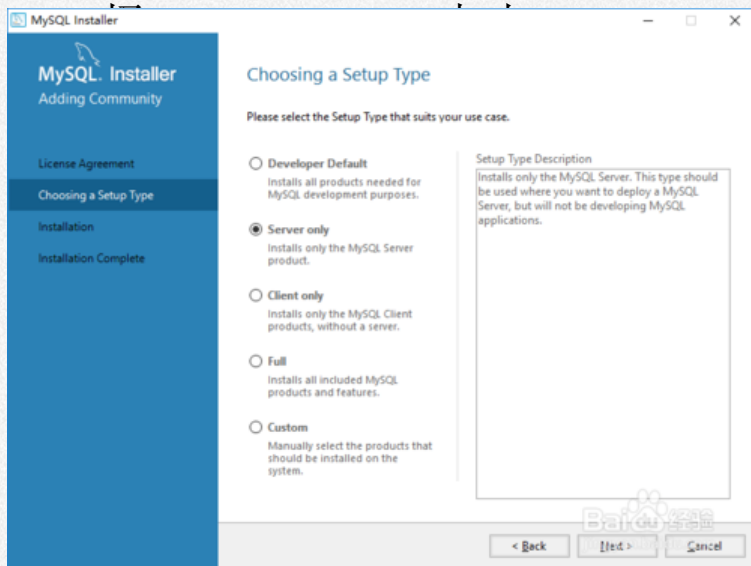 MySQL Installer
MySQL. Installer
Adding Community
License Agreement
Choosing a Setup Type
Installation
Installation Complete
Choosing a Setup Type
Please select the Setup Type that suits your use case.
Developer Default
Installs all products needed for
MySQL development purposes.
Server only
Installs only the MySQL Server
product.
Client only
Installs only the MySQL Client
products, without a server.
Full
Installs all included MySQL
products and features.
Custom
Manually select the products that
should be installed on the
system.
Setup Type Description
Installs only the MySQL Server. This type should
be used where you want to deploy a MySQL
Server, but will not be developing MySQL
applications.
Baidu 经验
< Back
Next >
Cancel